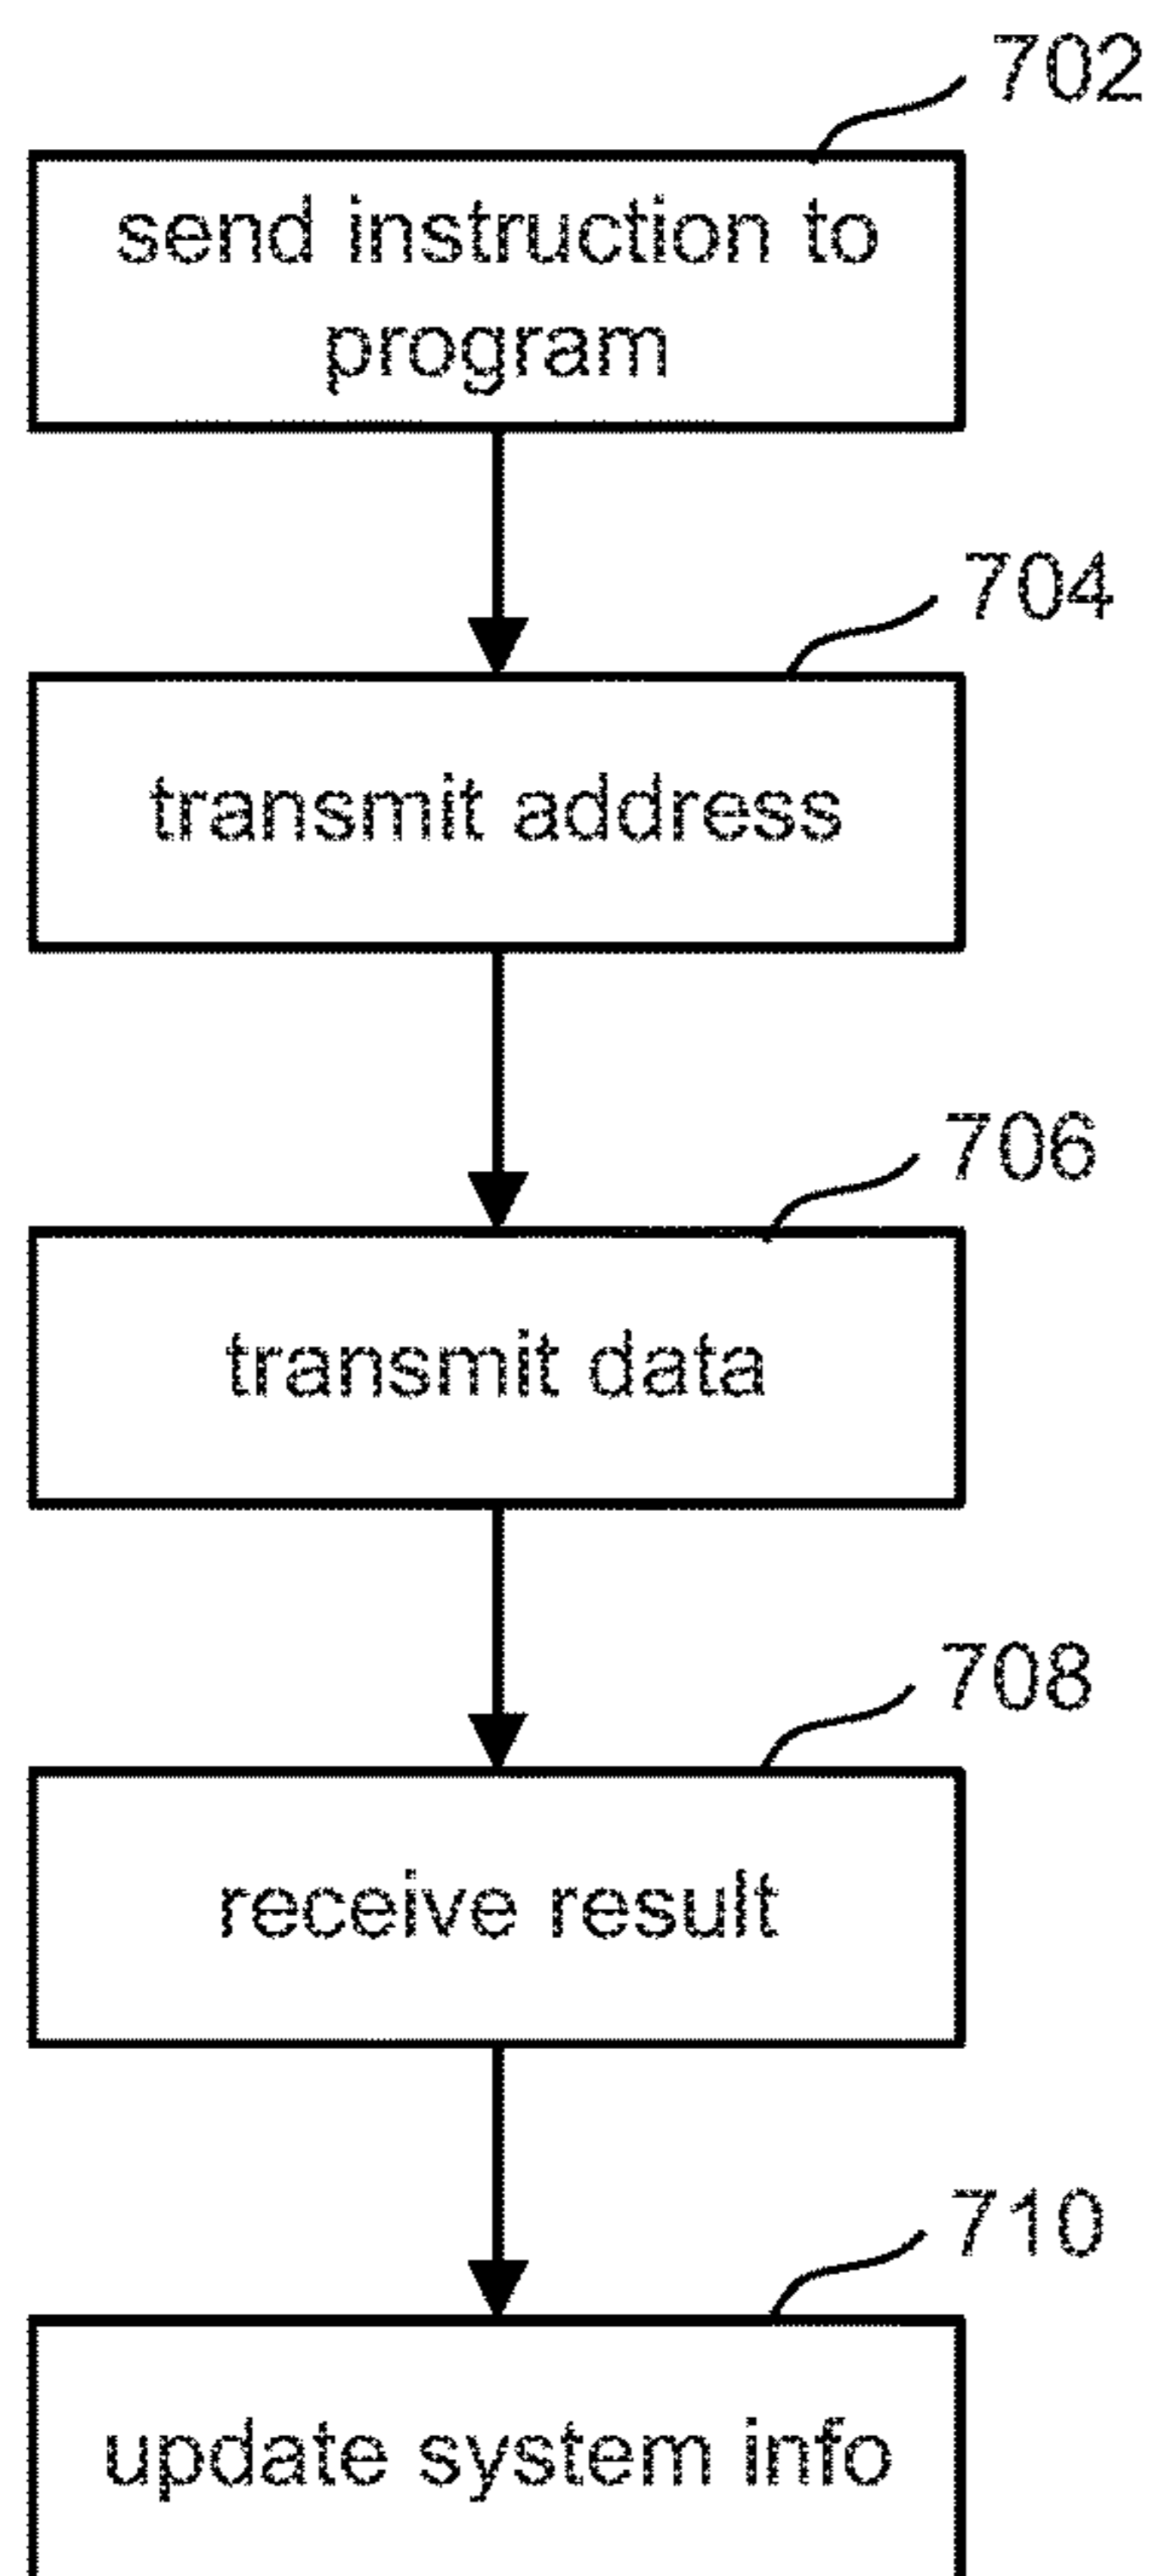 702
send instruction to
program
704
transmit address
706
transmit data
708
receive result
710
update system info